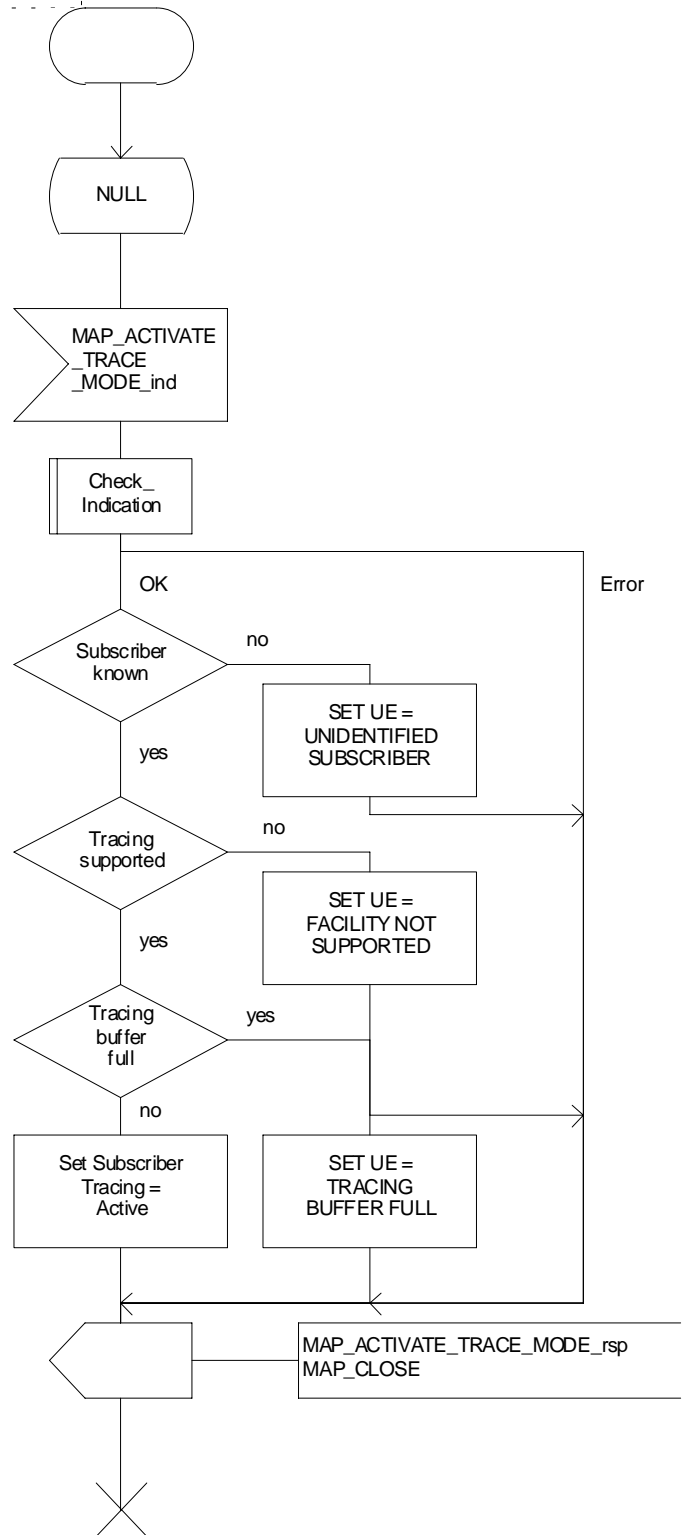 NULL
MAP_ACTIVATE
_TRACE
_MODE_ind
Check_
Indication
OK
Error
Subscriber
known
no
SET UE =
UNIDENTIFIED
SUBSCRIBER
yes
Tracing
supported
no
SET UE =
FACILITY NOT
SUPPORTED
yes
Tracing
buffer
full
yes
no
Set Subscriber
Tracing =
Active
SET UE =
TRACING
BUFFER FULL
MAP_ACTIVATE_TRACE_MODE_rsp
MAP_CLOSE